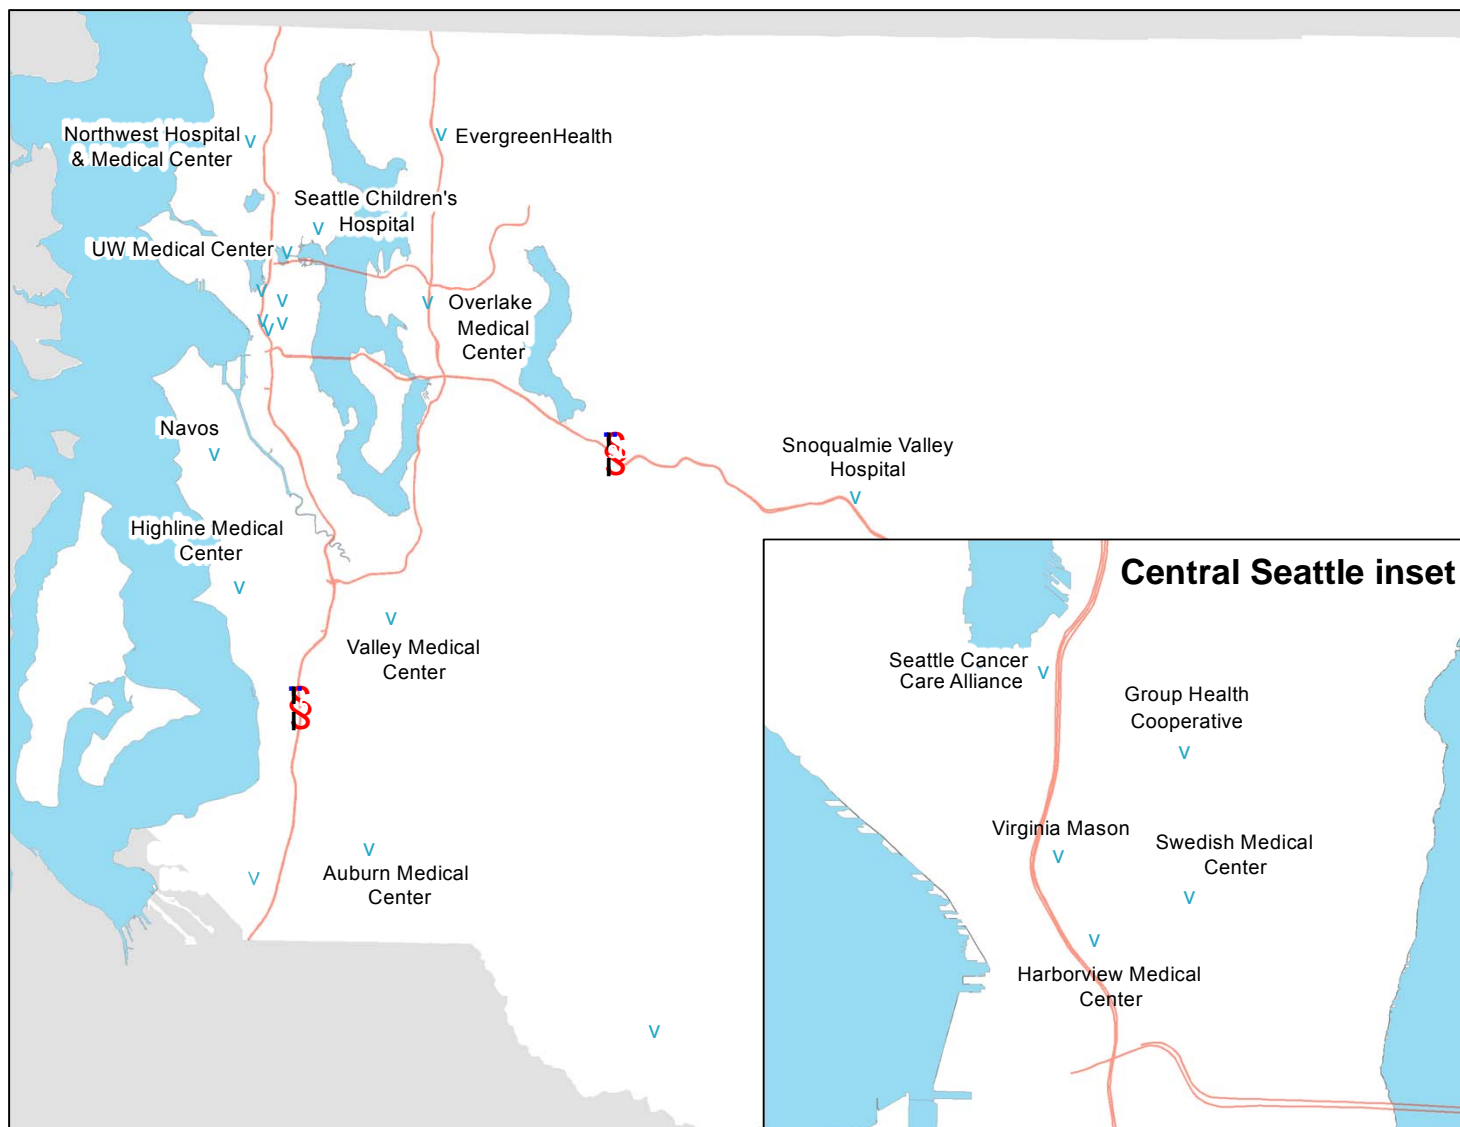 Northwest Hospital
& Medical Center
EvergreenHealth
Seattle Children's
Hospital
UW Medical Center
Overlake
Medical
Center
Navos
Snoqualmie Valley
Hospital
Highline Medical
Center
Valley Medical
Center
Auburn Medical
Center
Central Seattle inset
Seattle Cancer
Care Alliance
Group Health
Cooperative
Virginia Mason
Swedish Medical
Center
Harborview Medical
Center